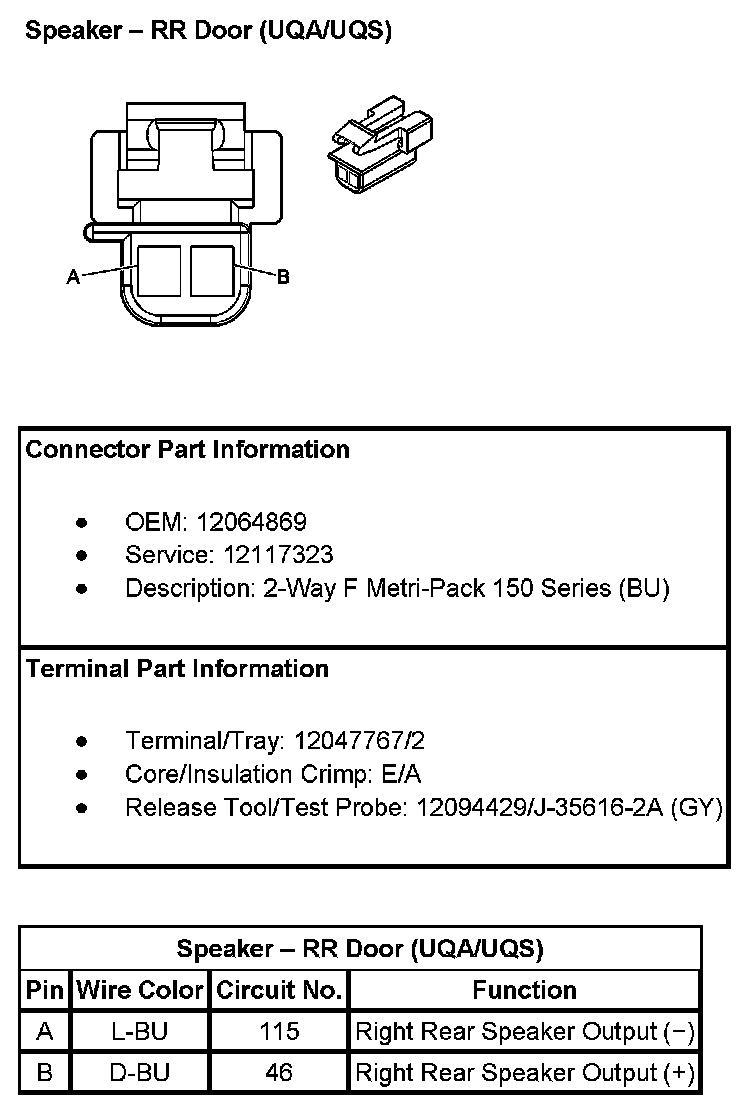 Speaker – RR Door (UQA/UQS)
A
B
Connector Part Information
● OEM: 12064869
● Service: 12117323
● Description: 2-Way F Metri-Pack 150 Series (BU)
Terminal Part Information
● Terminal/Tray: 12047767/2
● Core/Insulation Crimp: E/A
● Release Tool/Test Probe: 12094429/J-35616-2A (GY)
Speaker – RR Door (UQA/UQS)
Pin Wire Color Circuit No. Function
A L-BU 115 Right Rear Speaker Output (−)
B D-BU 46 Right Rear Speaker Output (+)